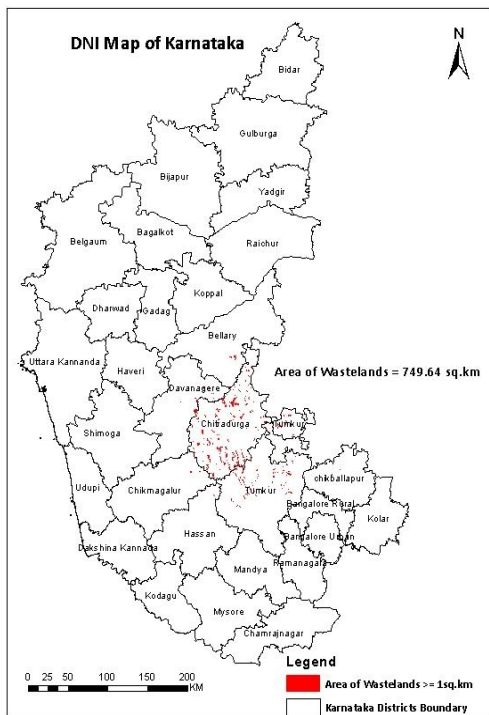 DNI Map of Karnataka
N
Bidar
Gulburga
Bijapur
Yadgir
Belgaum
Bagalkot
Raichur
Koppal
Dharwad
Gadag
Bellary
Uttara Kannanda
Haveri
Area of Wastelands = 749.64 sq.km
Davanagere
Chitradurga
Tumkur
Shimoga
chikballapur
Udupi
Chikmagalur
Tumkur
Bangalore Rural
Kolar
Hassan
Bangalore Urban
Dakshina Kannada
Ramanagara
Mandya
Kodagu
Mysore
Chamrajnagar
0 25 50 100 150 200
KM
Legend
Area of Wastelands >= 1sq.km
Karnataka Districts Boundary